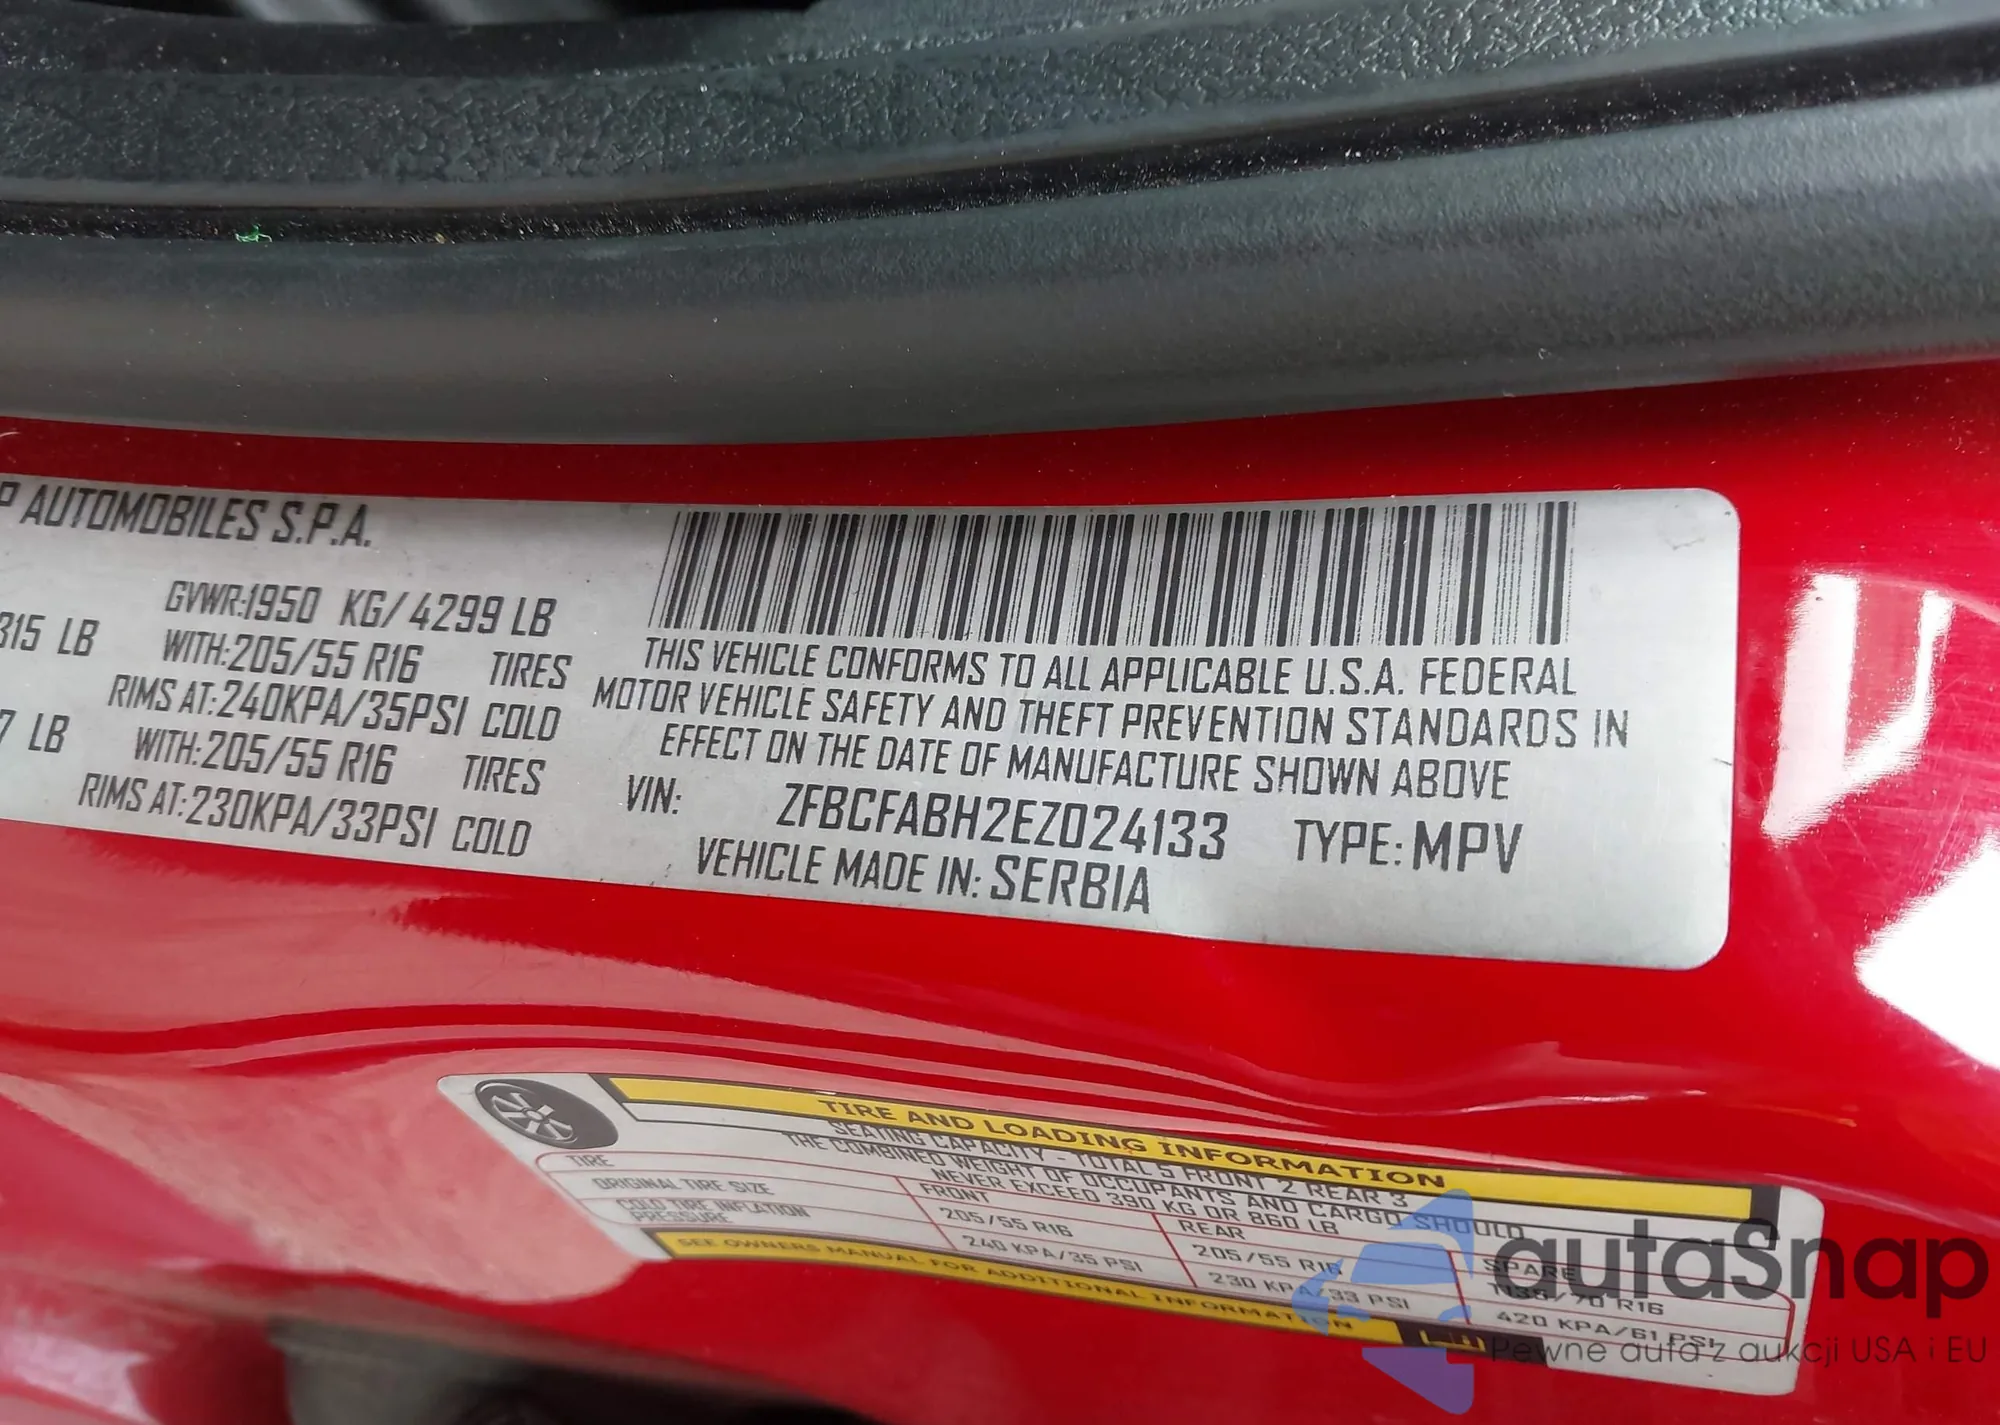 P AUTOMOBILES S.P.A.
GVWR:1950 KG/4299 LB
315 LB WITH:205/55 R16 TIRES
RIMS AT:240KPA/35PSI COLD
7 LB WITH:205/55 R16 TIRES
RIMS AT:230KPA/33PSI COLD
THIS VEHICLE CONFORMS TO ALL APPLICABLE U.S.A. FEDERAL
MOTOR VEHICLE SAFETY AND THEFT PREVENTION STANDARDS IN
EFFECT ON THE DATE OF MANUFACTURE SHOWN ABOVE
VIN: ZFBCFABH2EZ024133 TYPE: MPV
VEHICLE MADE IN: SERBIA
TIRE AND LOADING INFORMATION
SEATING CAPACITY - TOTAL 5 FRONT 2 REAR 3
THE COMBINED WEIGHT OF OCCUPANTS AND CARGO SHOULD
NEVER EXCEED 390 KG OR 860 LB
TIRE FRONT REAR SPARE
ORIGINAL TIRE SIZE 205/55 R16 205/55 R16 R16
COLD TIRE INFLATION PRESSURE 240 KPA/35 PSI 230 KPA/33 PSI 420 KPA/61 PSI
SEE OWNERS MANUAL FOR ADDITIONAL INFORMATION
autaSnap
Pewne auta z aukcji USA i EU